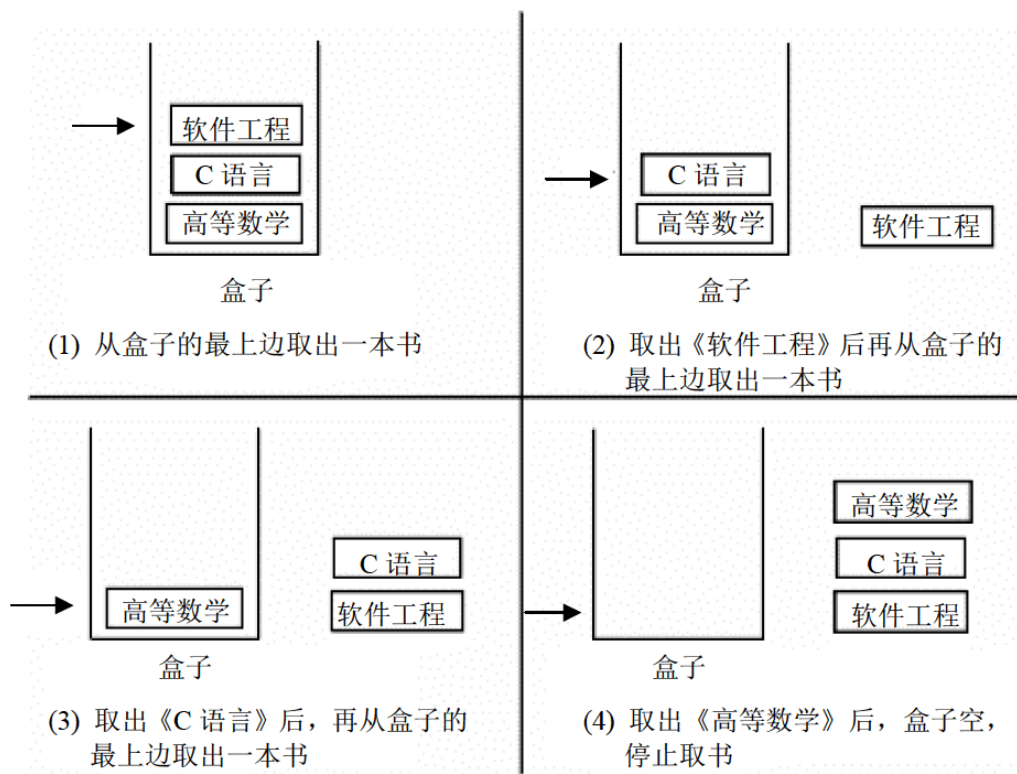 软件工程
C 语言
高等数学
盒子
(1) 从盒子的最上边取出一本书
C 语言
高等数学
软件工程
盒子
(2) 取出《软件工程》后再从盒子的
最上边取出一本书
高等数学
C 语言
软件工程
盒子
(3) 取出《C 语言》后，再从盒子的
最上边取出一本书
高等数学
C 语言
软件工程
盒子
(4) 取出《高等数学》后，盒子空，
停止取书